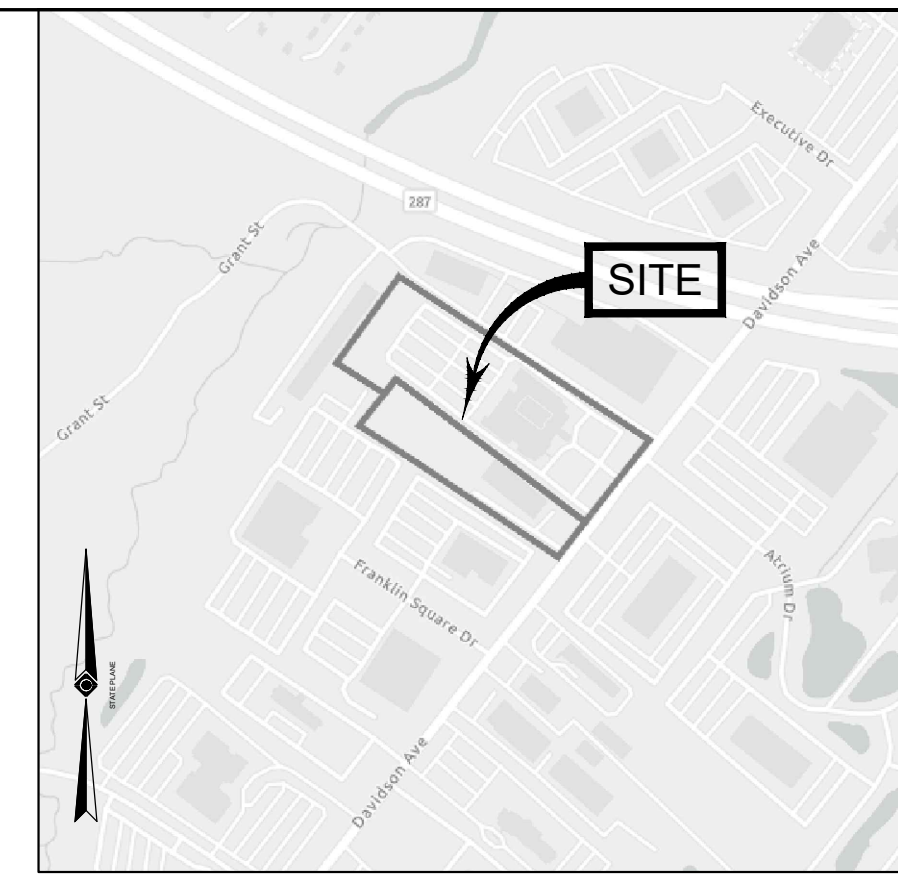 Executive Dr
287
Grant St
Davidson Ave
SITE
Grant St
Atrium Dr
Franklin Square Dr
STATE PLANE
Davidson Ave